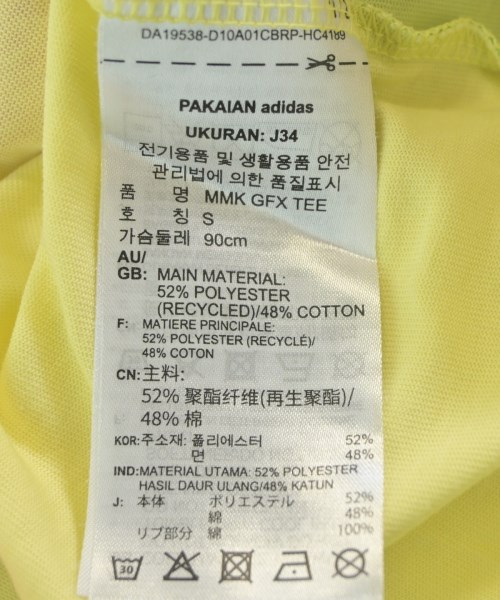 DA19538-D10A01CBRP-HC4189
PAKAIAN adidas
UKURAN: J34
전기용품 및 생활용품 안전
관리법에 의한 품질표시
품 명 MMK GFX TEE
호 칭 S
가슴둘레 90cm
AU/
GB: MAIN MATERIAL:
52% POLYESTER
(RECYCLED)/48% COTTON
F: MATIERE PRINCIPALE:
52% POLYESTER (RECYCLÉ)/
48% COTON
CN: 主料:
52% 聚酯纤维(再生聚酯)/
48% 棉
KOR: 주소재: 폴리에스터 52%
면 48%
IND: MATERIAL UTAMA: 52% POLYESTER
HASIL DAUR ULANG/48% KATUN
J: 本体 ポリエステル 52%
綿 48%
リブ部分 綿 100%
30